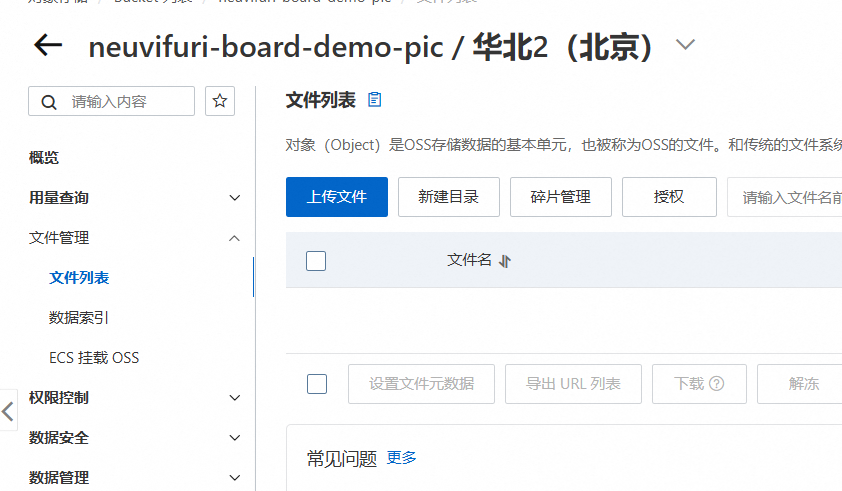 对象存储 / Bucket 列表 / neuvifuri-board-demo-pic / 文件列表
neuvifuri-board-demo-pic / 华北2（北京）
请输入内容
概览
用量查询
文件管理
文件列表
数据索引
ECS 挂载 OSS
权限控制
数据安全
数据管理
文件列表
对象（Object）是OSS存储数据的基本单元，也被称为OSS的文件。和传统的文件系统
上传文件 新建目录 碎片管理 授权 请输入文件名前
文件名
设置文件元数据 导出 URL 列表 下载 解冻
常见问题 更多